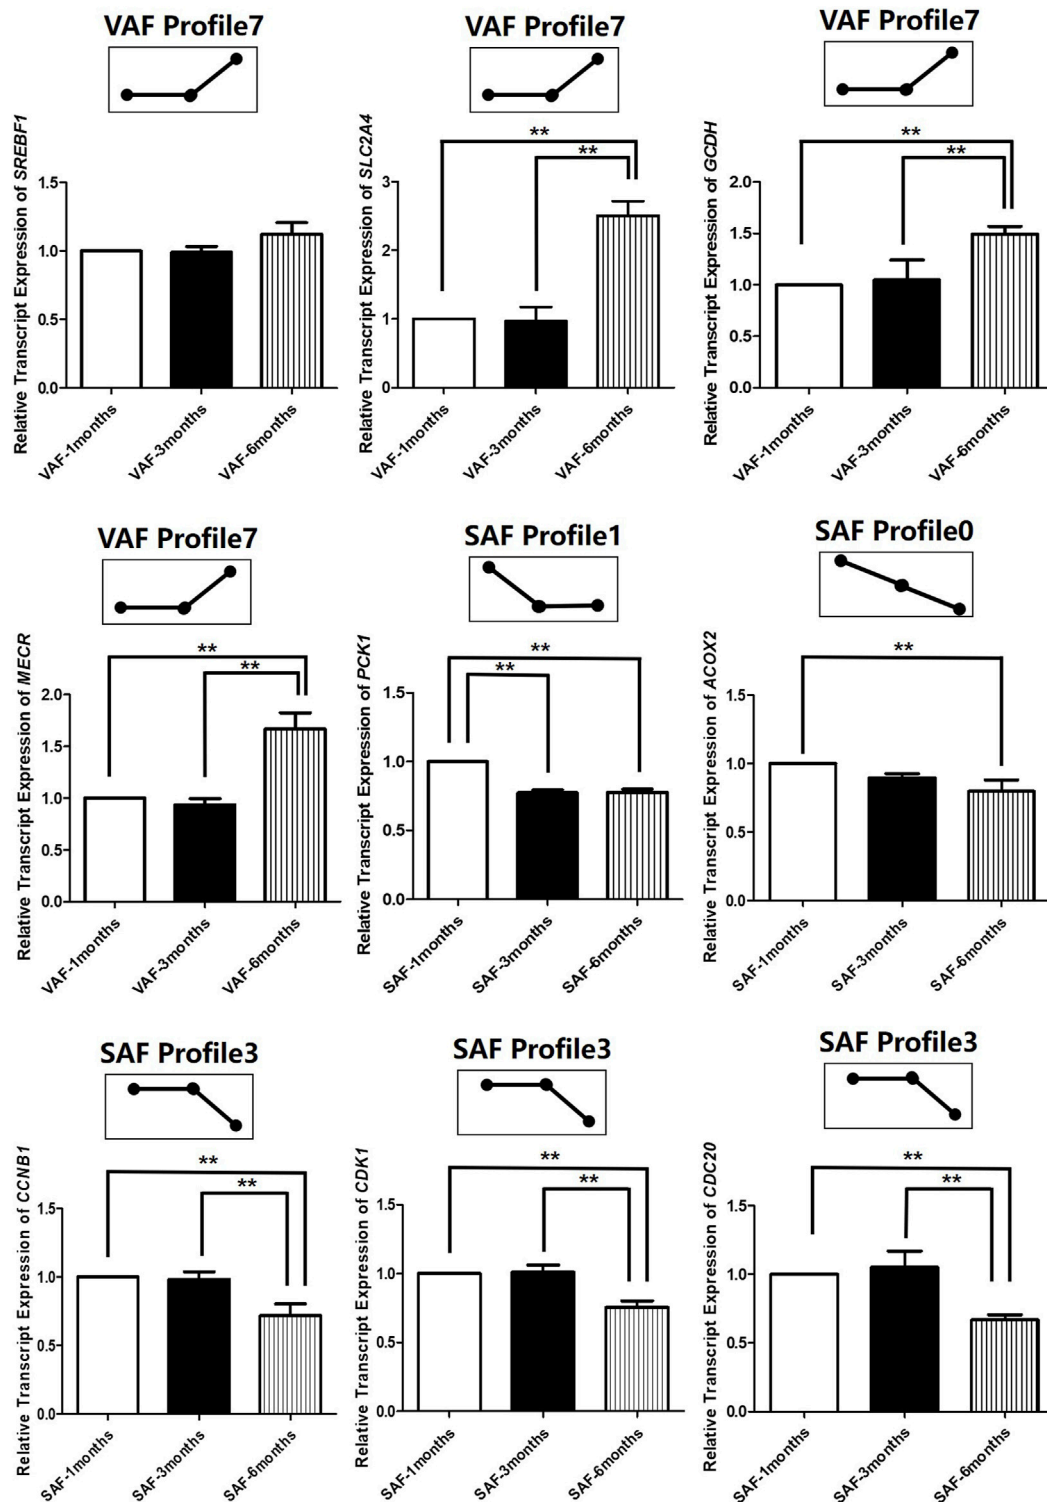 VAF Profile7
Relative Transcript Expression of SREBF1
1.5
1.0
0.5
0.0
VAF-1months
VAF-3months
VAF-6months
VAF Profile7
Relative Transcript Expression of SLC2A4
**
**
3
2
1
0
VAF-1months
VAF-3months
VAF-6months
VAF Profile7
Relative Transcript Expression of GCDH
**
**
2.0
1.5
1.0
0.5
0.0
VAF-1months
VAF-3months
VAF-6months
VAF Profile7
Relative Transcript Expression of MECR
**
**
2.0
1.5
1.0
0.5
0.0
VAF-1months
VAF-3months
VAF-6months
SAF Profile1
Relative Transcript Expression of PCK1
**
**
1.5
1.0
0.5
0.0
SAF-1months
SAF-3months
SAF-6months
SAF Profile0
Relative Transcript Expression of ACOX2
**
1.5
1.0
0.5
0.0
SAF-1months
SAF-3months
SAF-6months
SAF Profile3
Relative Transcript Expression of CCNB1
**
**
1.5
1.0
0.5
0.0
SAF-1months
SAF-3months
SAF-6months
SAF Profile3
Relative Transcript Expression of CDK1
**
**
1.5
1.0
0.5
0.0
SAF-1months
SAF-3months
SAF-6months
SAF Profile3
Relative Transcript Expression of CDC20
**
**
1.5
1.0
0.5
0.0
SAF-1months
SAF-3months
SAF-6months